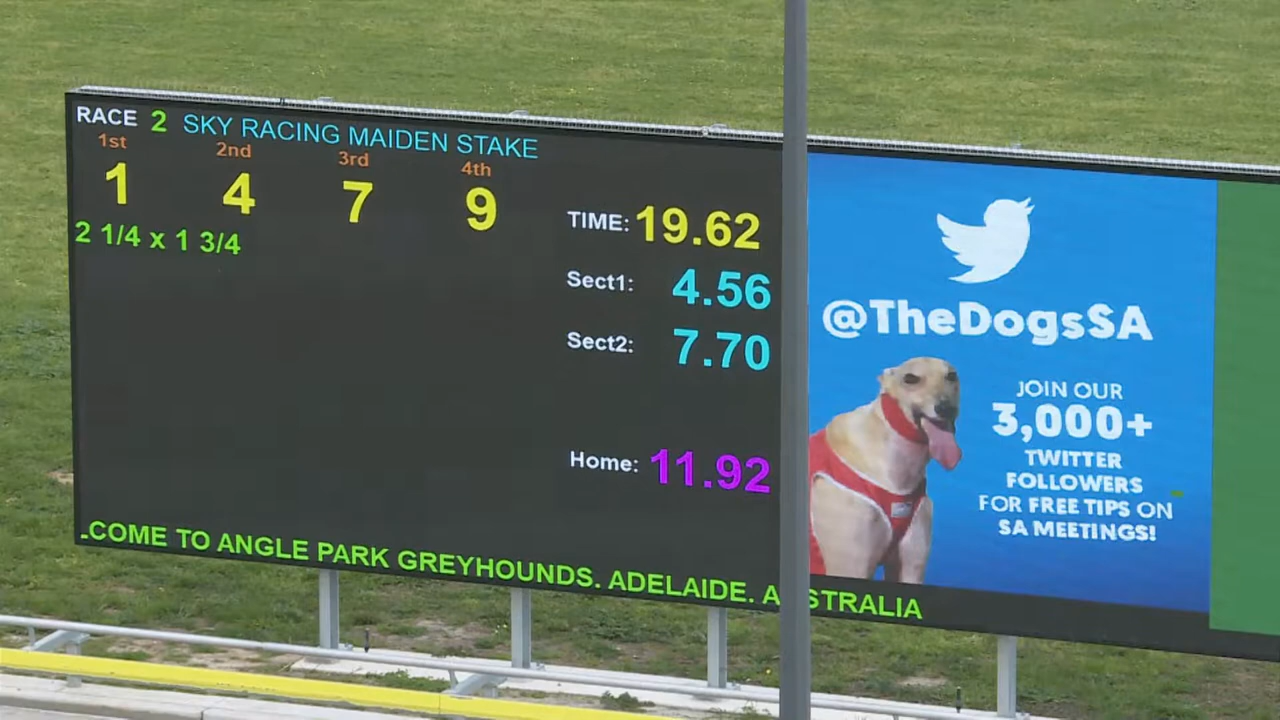 RACE 2 SKY RACING MAIDEN STAKE
1st 2nd 3rd 4th
1 4 7 9
2 1/4 x 1 3/4
TIME: 19.62
Sect1: 4.56
Sect2: 7.70
Home: 11.92
COME TO ANGLE PARK GREYHOUNDS. ADELAIDE. A STRALIA
@TheDogsSA
JOIN OUR
3,000+
TWITTER
FOLLOWERS
FOR FREE TIPS ON
SA MEETINGS!